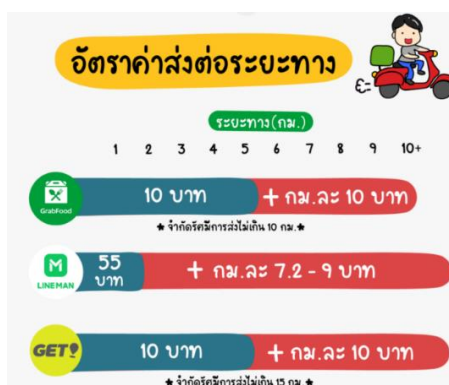 อัตราค่าส่งต่อระยะทาง
ระยะทาง(กม.)
1 2 3 4 5 6 7 8 9 10+
GrabFood 10 บาท + กม.ละ 10 บาท
★ จำกัดรัศมีการส่งไม่เกิน 10 กม.★
LINEMAN 55 บาท + กม.ละ 7.2 - 9 บาท
GET! 10 บาท + กม.ละ 10 บาท
★ จำกัดรัศมีการส่งไม่เกิน 15 กม ★